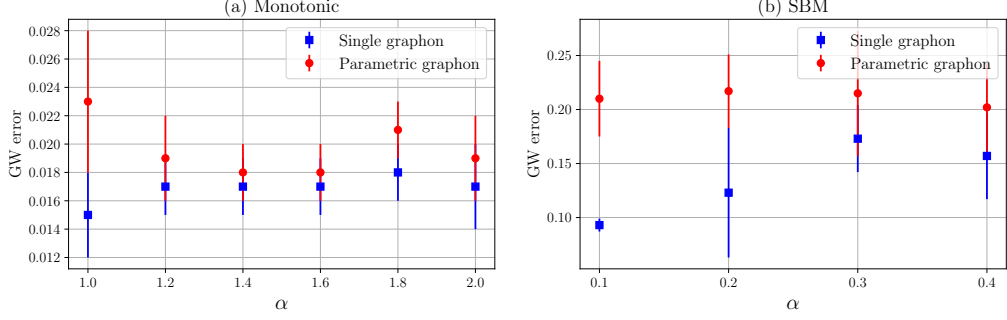 (a) Monotonic
GW error
0.028
0.026
0.024
0.022
0.020
0.018
0.016
0.014
0.012
Single graphon
Parametric graphon
1.0 1.2 1.4 1.6 1.8 2.0
α
(b) SBM
GW error
0.25
0.20
0.15
0.10
Single graphon
Parametric graphon
0.1 0.2 0.3 0.4
α